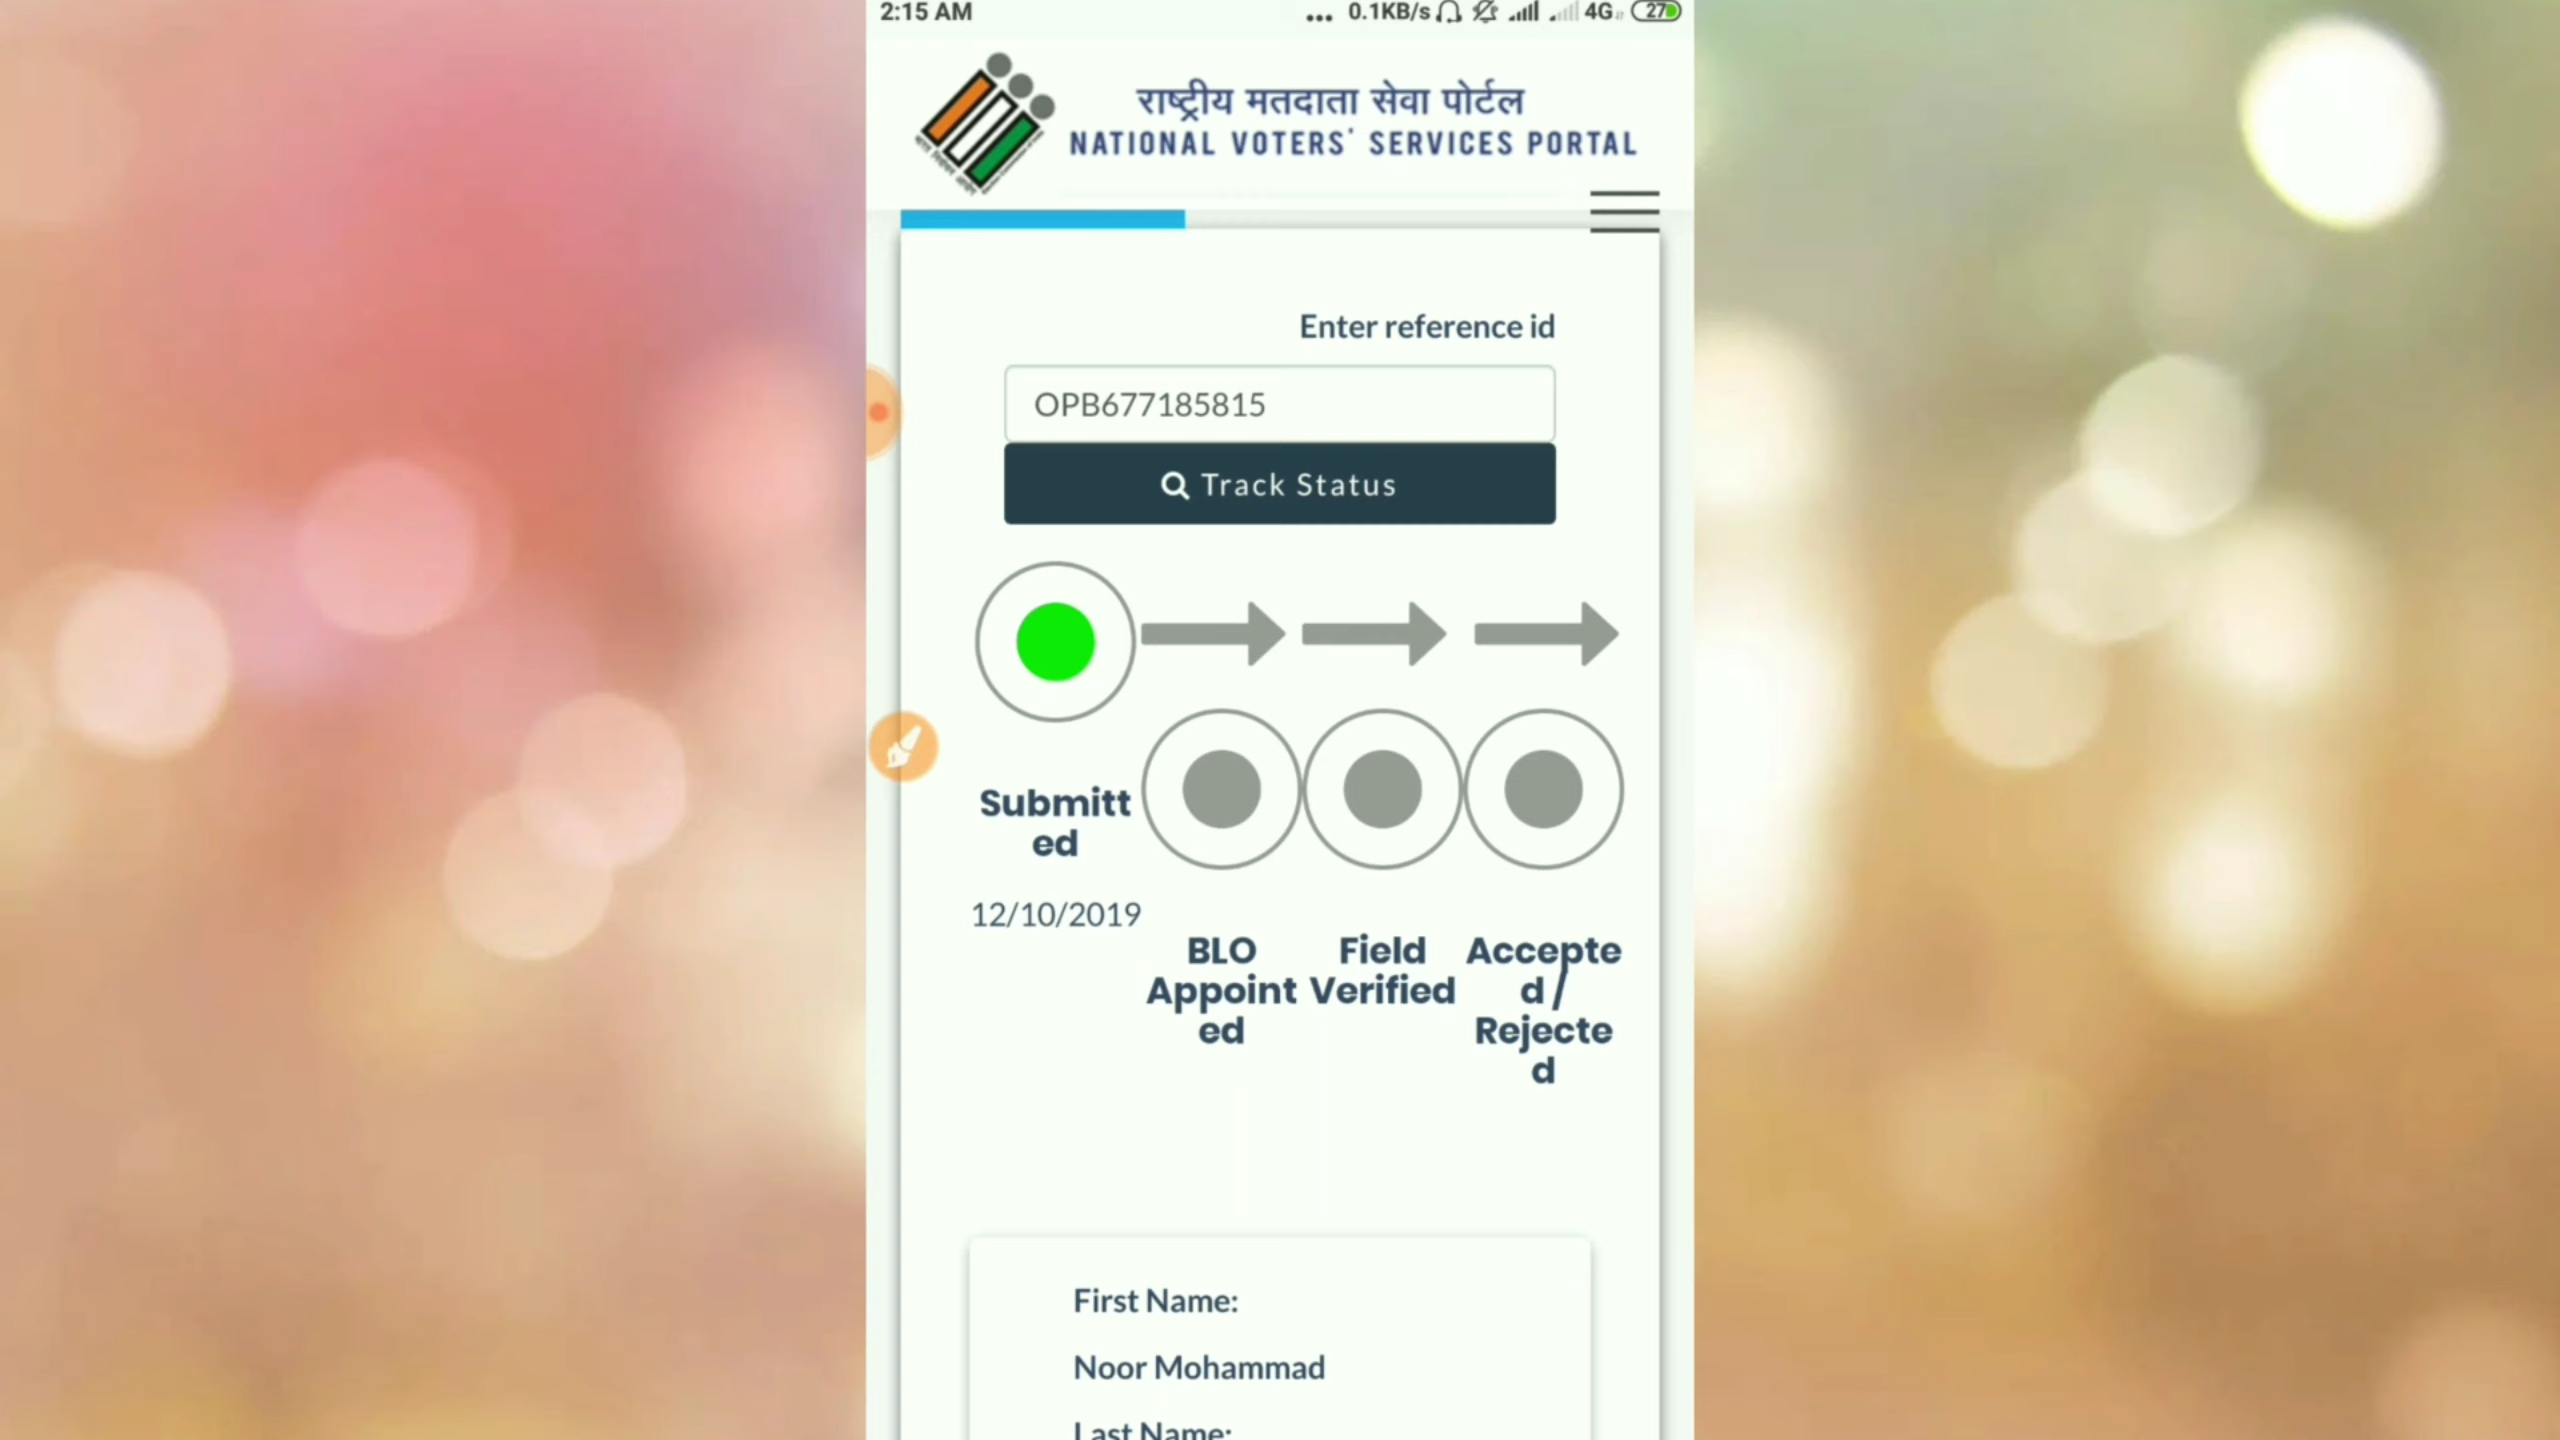 2:15 AM
... 0.1KB/s 4G 27
राष्ट्रीय मतदाता सेवा पोर्टल
NATIONAL VOTERS' SERVICES PORTAL
Enter reference id
OPB677185815
Track Status
Submitt
ed
12/10/2019
BLO
Appoint
ed
Field
Verified
Accepte
d /
Rejecte
d
First Name:
Noor Mohammad
Last Name: